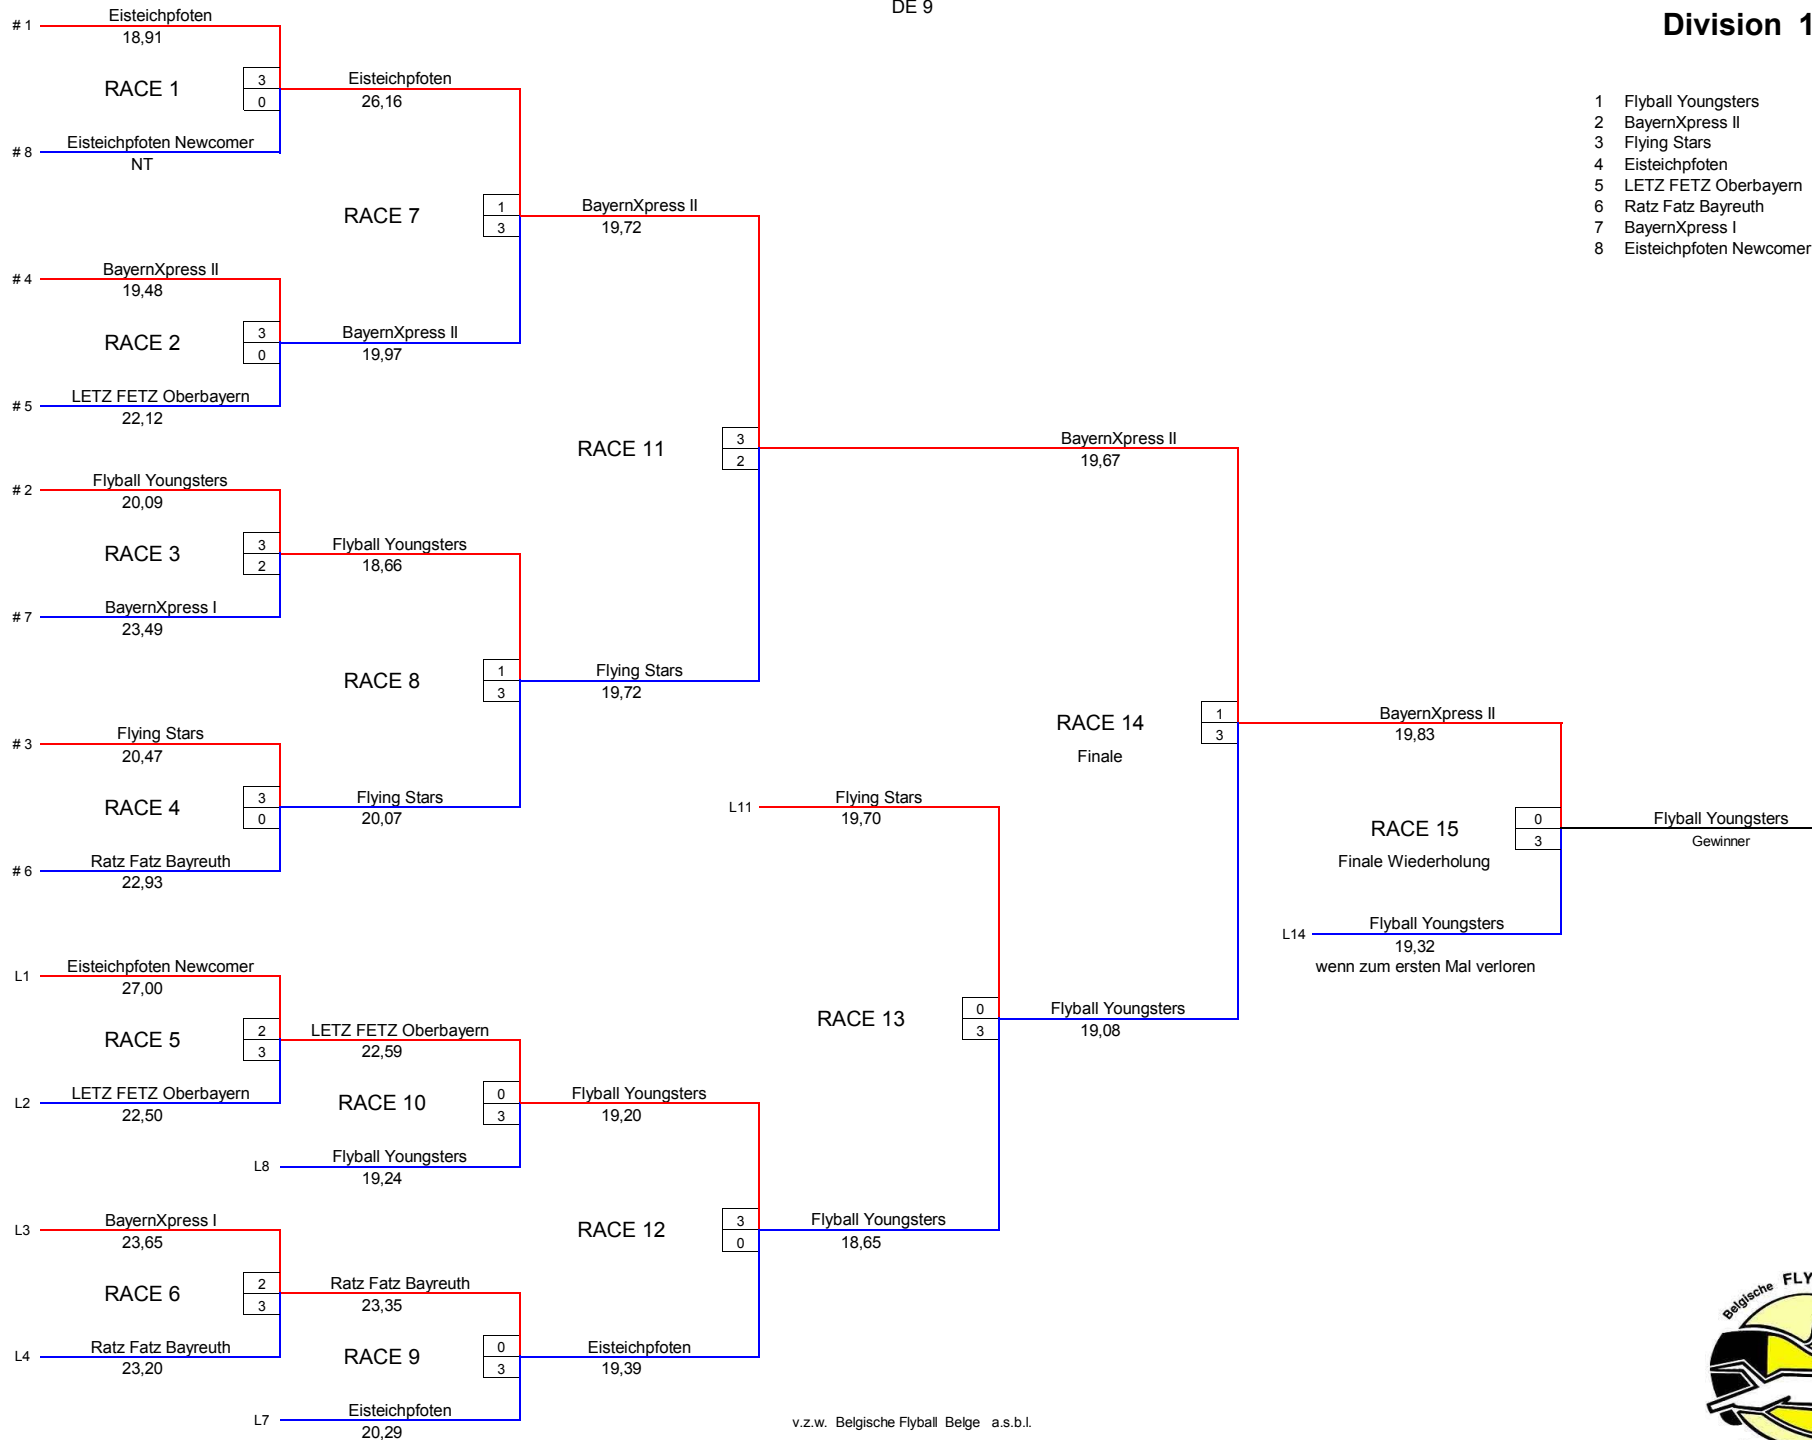 DE 9
Division 1
1 Flyball Youngsters
2 BayernXpress II
3 Flying Stars
4 Eisteichpfoten
5 LETZ FETZ Oberbayern
6 Ratz Fatz Bayreuth
7 BayernXpress I
8 Eisteichpfoten Newcomer
# 1 Eisteichpfoten
18,91
RACE 1
3
0
# 8 Eisteichpfoten Newcomer
NT
Eisteichpfoten
26,16
RACE 7
1
3
# 4 BayernXpress II
19,48
RACE 2
3
0
# 5 LETZ FETZ Oberbayern
22,12
BayernXpress II
19,97
BayernXpress II
19,72
RACE 11
3
2
# 2 Flyball Youngsters
20,09
RACE 3
3
2
# 7 BayernXpress I
23,49
Flyball Youngsters
18,66
RACE 8
1
3
# 3 Flying Stars
20,47
RACE 4
3
0
# 6 Ratz Fatz Bayreuth
22,93
Flying Stars
20,07
Flying Stars
19,72
BayernXpress II
19,67
RACE 14
Finale
1
3
BayernXpress II
19,83
RACE 15
Finale Wiederholung
0
3
Flyball Youngsters
Gewinner
L14 Flyball Youngsters
19,32
wenn zum ersten Mal verloren
L11 Flying Stars
19,70
RACE 13
0
3
Flyball Youngsters
19,08
L1 Eisteichpfoten Newcomer
27,00
RACE 5
2
3
L2 LETZ FETZ Oberbayern
22,50
LETZ FETZ Oberbayern
22,59
RACE 10
0
3
L8 Flyball Youngsters
19,24
Flyball Youngsters
19,20
RACE 12
3
0
Flyball Youngsters
18,65
L3 BayernXpress I
23,65
RACE 6
2
3
L4 Ratz Fatz Bayreuth
23,20
Ratz Fatz Bayreuth
23,35
RACE 9
0
3
L7 Eisteichpfoten
20,29
Eisteichpfoten
19,39
v.z.w. Belgische Flyball Belge a.s.b.l.
Belgische FLY